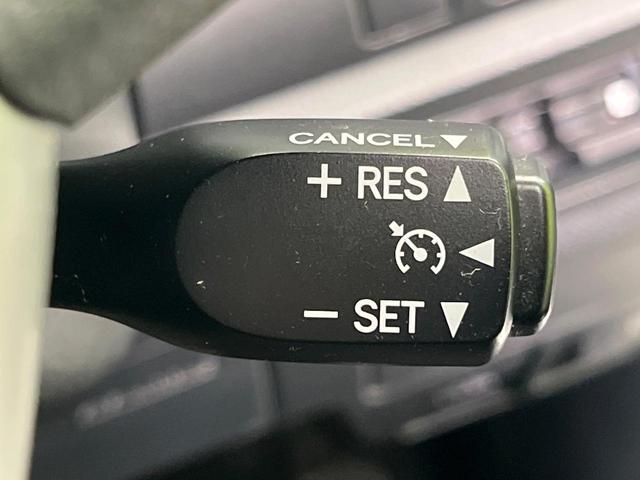 CANCEL ▼
+ RES ▲
◀
− SET ▼